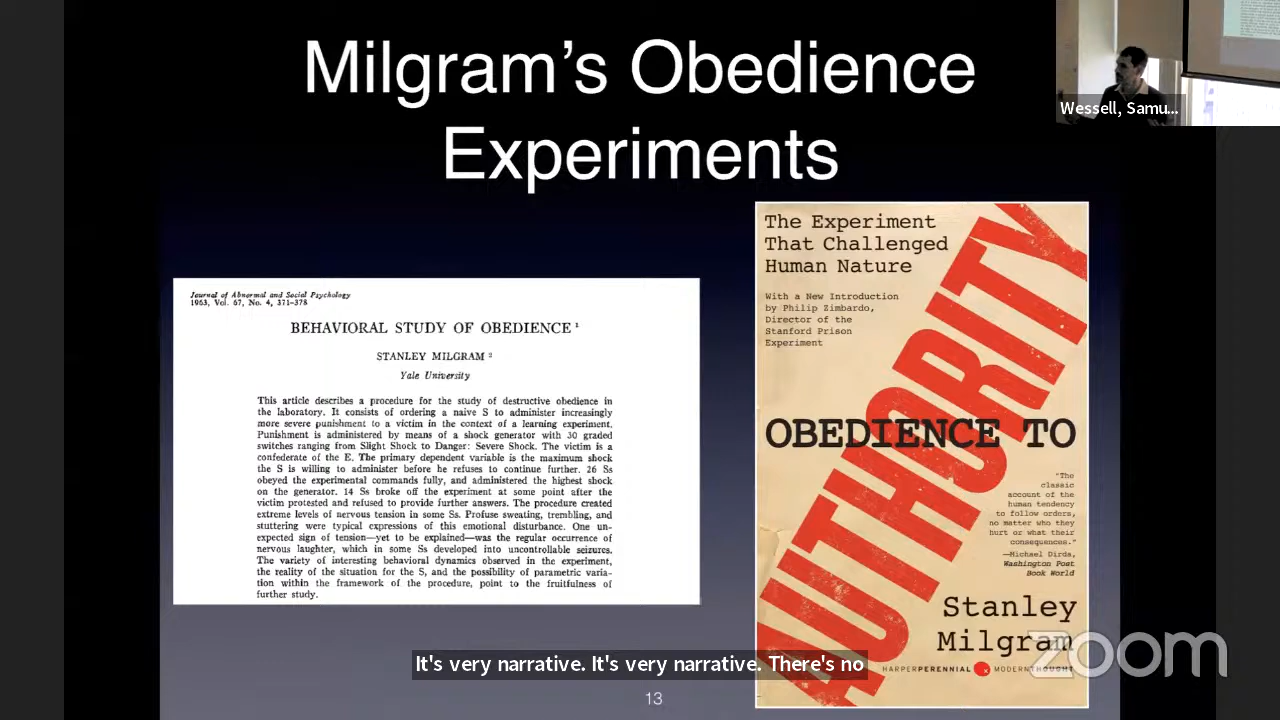 Milgram's Obedience
Experiments
Wessell, Samu...
Journal of Abnormal and Social Psychology
1963, Vol. 67, No. 4, 371-378
BEHAVIORAL STUDY OF OBEDIENCE ¹
STANLEY MILGRAM ²
Yale University
This article describes a procedure for the study of destructive obedience in
the laboratory. It consists of ordering a naive S to administer increasingly
more severe punishment to a victim in the context of a learning experiment.
Punishment is administered by means of a shock generator with 30 graded
switches ranging from Slight Shock to Danger: Severe Shock. The victim is a
confederate of the E. The primary dependent variable is the maximum shock
the S is willing to administer before he refuses to continue further. 26 Ss
obeyed the experimental commands fully, and administered the highest shock
on the generator. 14 Ss broke off the experiment at some point after the
victim protested and refused to provide further answers. The procedure created
extreme levels of nervous tension in some Ss. Profuse sweating, trembling, and
stuttering were typical expressions of this emotional disturbance. One un-
expected sign of tension—yet to be explained—was the regular occurrence of
nervous laughter, which in some Ss developed into uncontrollable seizures.
The variety of interesting behavioral dynamics observed in the experiment,
the reality of the situation for the S, and the possibility of parametric varia-
tion within the framework of the procedure, point to the fruitfulness of
further study.
The Experiment
That Challenged
Human Nature
With a New Introduction
by Philip Zimbardo,
Director of the
Stanford Prison
Experiment
OBEDIENCE TO
AUTHORITY
"The
classic
account of the
human tendency
to follow orders,
no matter who they
hurt or what their
consequences."
—Michael Dirda,
Washington Post
Book World
Stanley
Milgram
HARPERPERENNIAL MODERNTHOUGHT
zoom
It's very narrative. It's very narrative. There's no
13